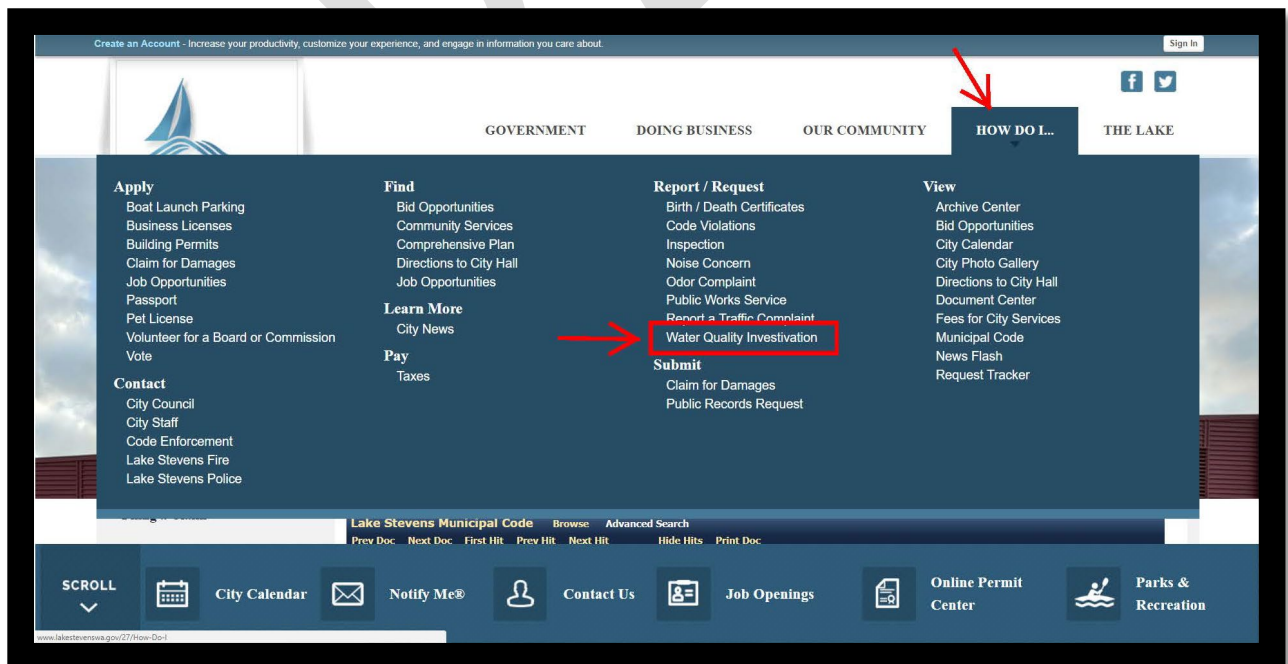 Create an Account - Increase your productivity, customize your experience, and engage in information you care about.
Sign In
GOVERNMENT
DOING BUSINESS
OUR COMMUNITY
HOW DO I...
THE LAKE
Apply
Boat Launch Parking
Business Licenses
Building Permits
Claim for Damages
Job Opportunities
Passport
Pet License
Volunteer for a Board or Commission
Vote
Contact
City Council
City Staff
Code Enforcement
Lake Stevens Fire
Lake Stevens Police
Find
Bid Opportunities
Community Services
Comprehensive Plan
Directions to City Hall
Job Opportunities
Learn More
City News
Pay
Taxes
Report / Request
Birth / Death Certificates
Code Violations
Inspection
Noise Concern
Odor Complaint
Public Works Service
Report a Traffic Complaint
Water Quality Investivation
Submit
Claim for Damages
Public Records Request
View
Archive Center
Bid Opportunities
City Calendar
City Photo Gallery
Directions to City Hall
Document Center
Fees for City Services
Municipal Code
News Flash
Request Tracker
Lake Stevens Municipal Code Browse Advanced Search
Prev Doc Next Doc First Hit Prev Hit Next Hit Hide Hits Print Doc
SCROLL
City Calendar
Notify Me®
Contact Us
Job Openings
Online Permit
Center
Parks &
Recreation
www.lakestevenswa.gov/27/How-Do-I